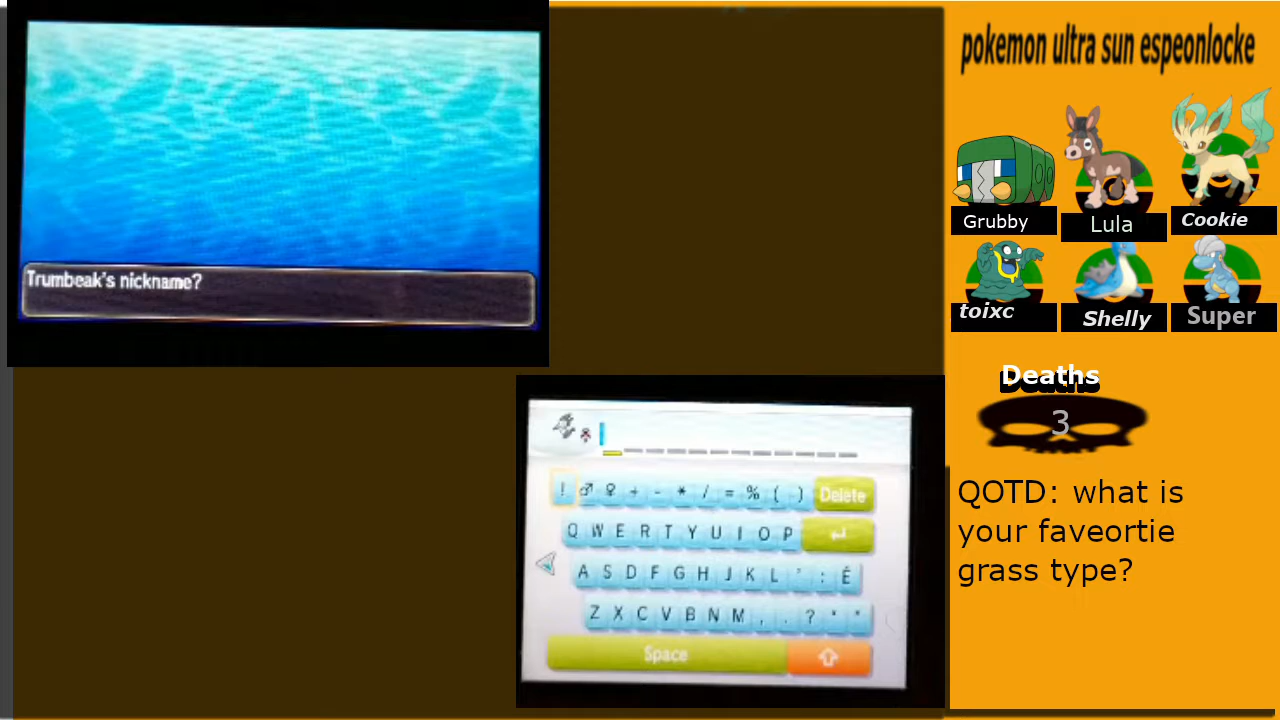 Trumbeak's nickname?
! ♂ ♀ + - * / = % ( ) Delete
Q W E R T Y U I O P
A S D F G H J K L ' : É
Z X C V B N M , . ?
Space
pokemon ultra sun espeonlocke
Grubby
Lula
Cookie
toixc
Shelly
Super
Deaths
3
QOTD: what is
your faveortie
grass type?